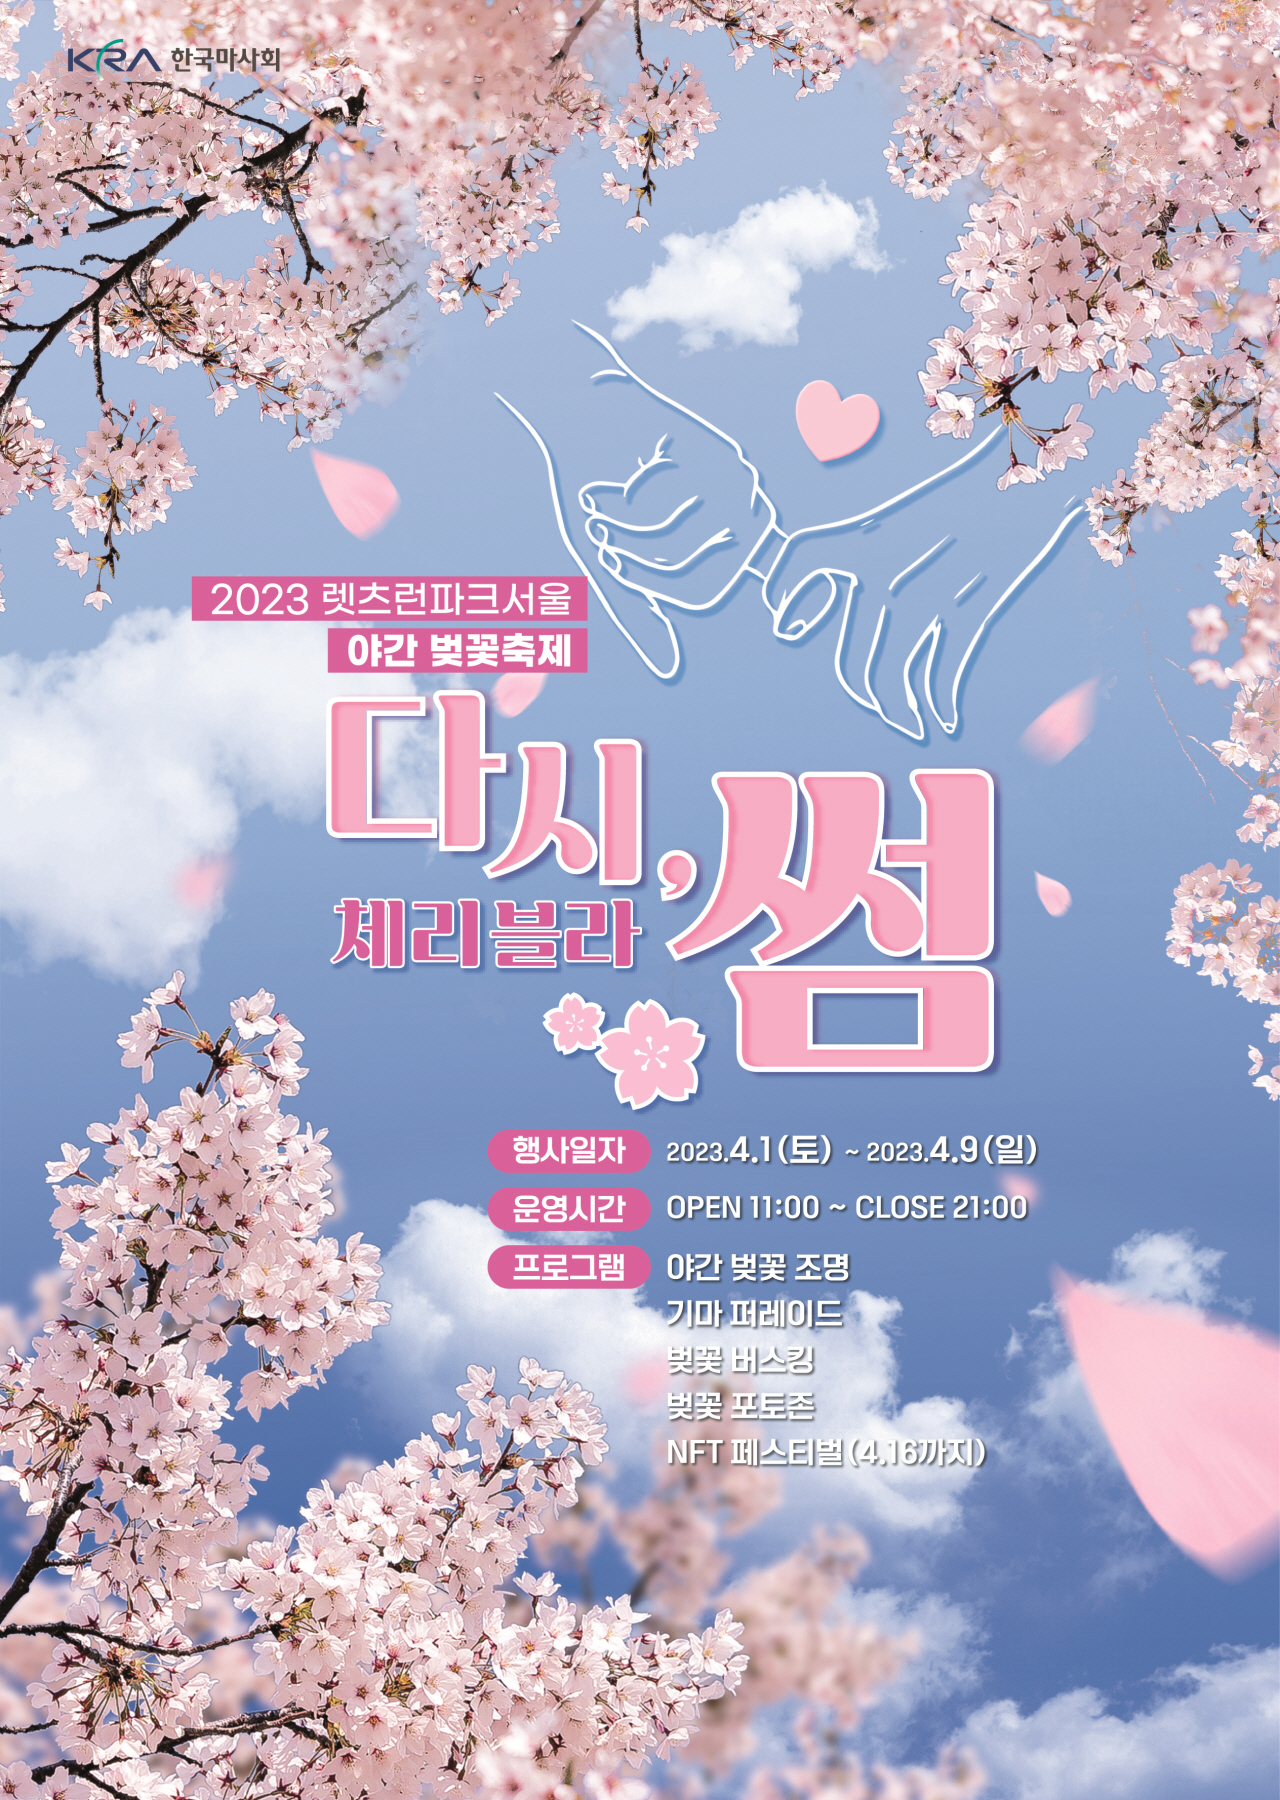 KRA 한국마사회
2023 렛츠런파크서울
야간 벚꽃축제
다시, 썸
체리블라
행사일자 2023.4.1(토) ~ 2023.4.9(일)
운영시간 OPEN 11:00 ~ CLOSE 21:00
프로그램 야간 벚꽃 조명
기마 퍼레이드
벚꽃 버스킹
벚꽃 포토존
NFT 페스티벌(4.16까지)